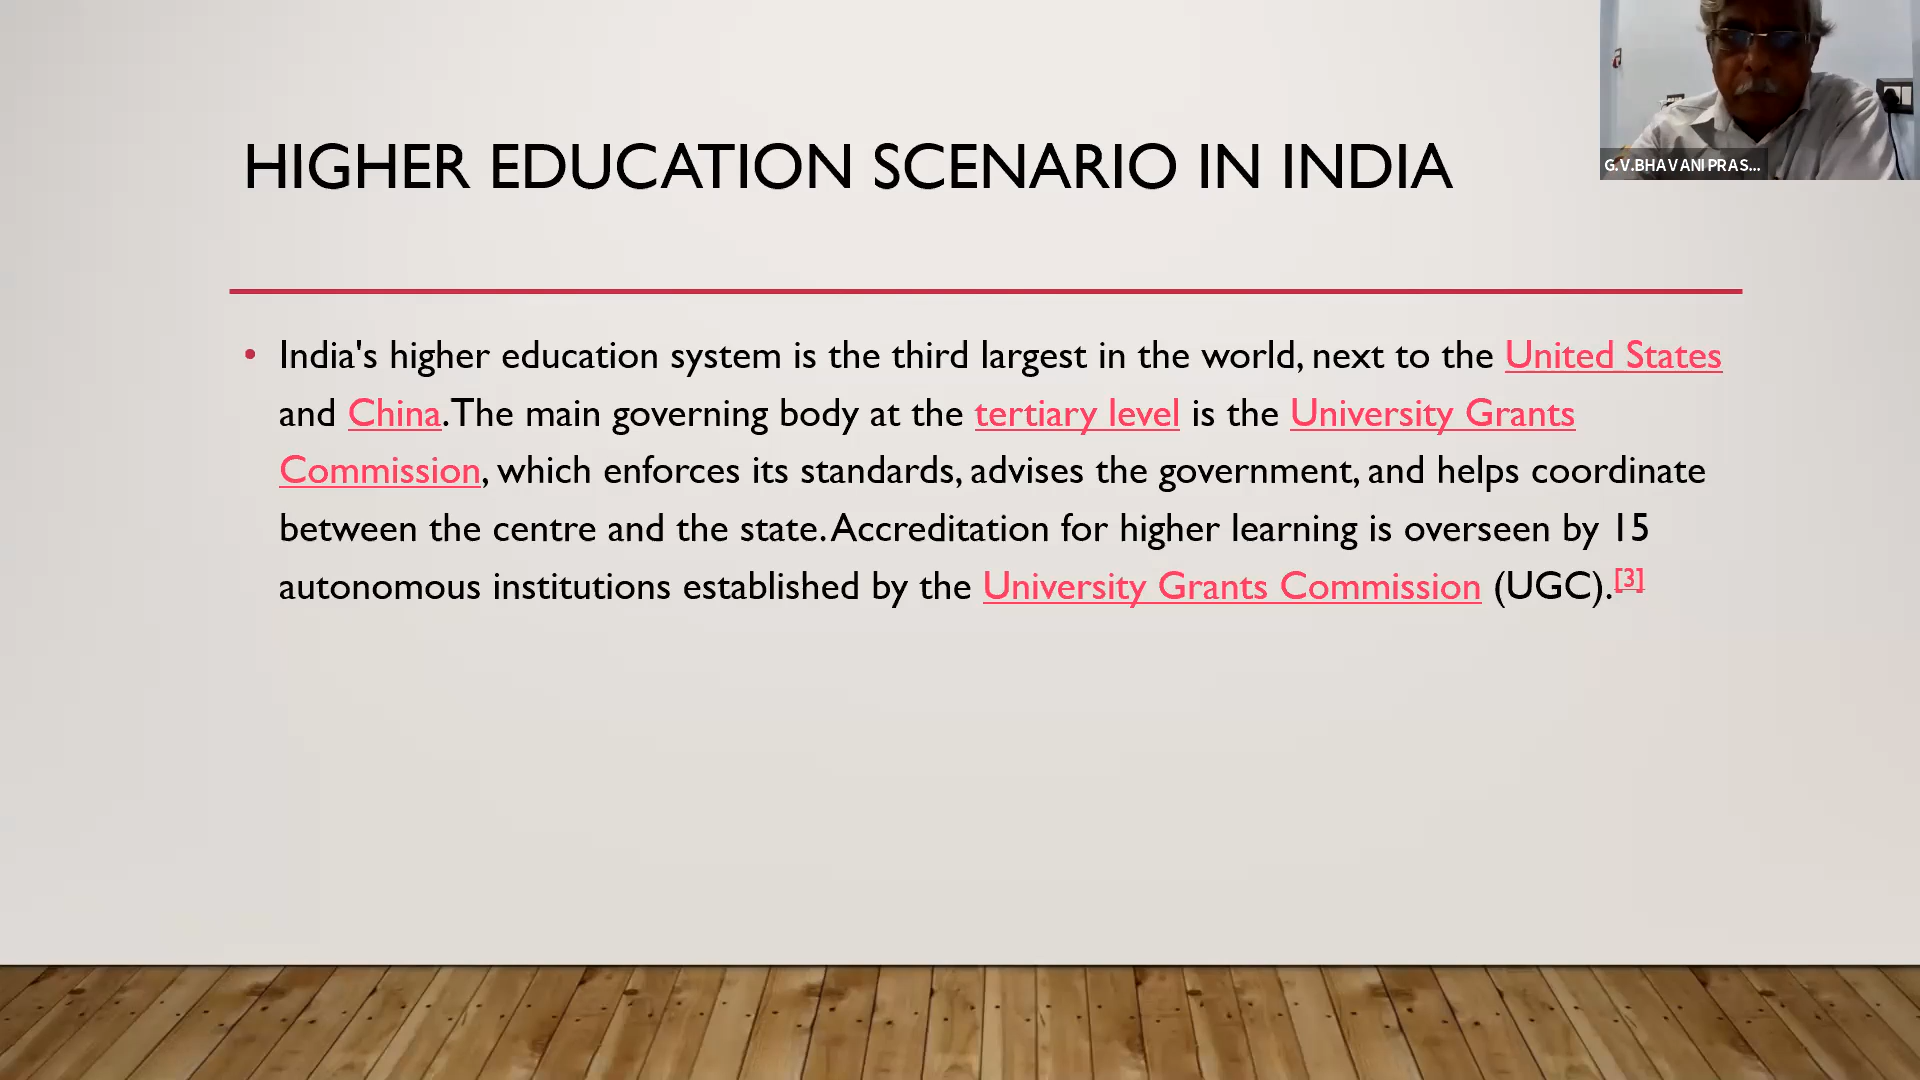 HIGHER EDUCATION SCENARIO IN INDIA
G.V.BHAVANI PRAS...
• India's higher education system is the third largest in the world, next to the United States
and China. The main governing body at the tertiary level is the University Grants
Commission, which enforces its standards, advises the government, and helps coordinate
between the centre and the state. Accreditation for higher learning is overseen by 15
autonomous institutions established by the University Grants Commission (UGC).[3]